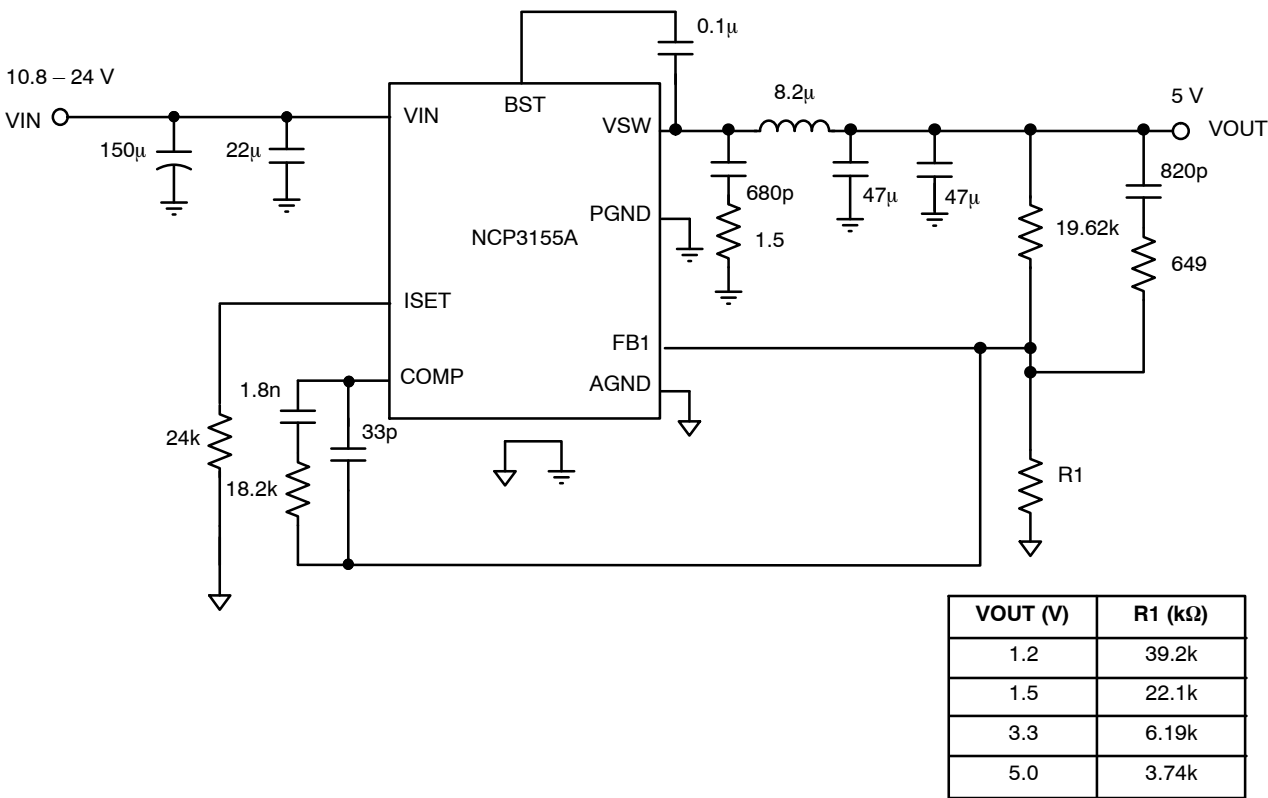 0.1μ
10.8 – 24 V
VIN
150μ
22μ
VIN
BST
VSW
PGND
NCP3155A
ISET
FB1
COMP
AGND
8.2μ
5 V
VOUT
680p
1.5
47μ
47μ
19.62k
820p
649
24k
1.8n
33p
18.2k
R1
VOUT (V) R1 (kΩ)
1.2 39.2k
1.5 22.1k
3.3 6.19k
5.0 3.74k